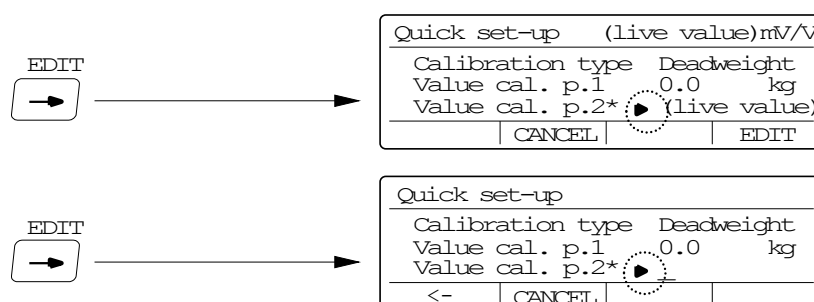 Quick set-up (live value)mV/V
EDIT
Calibration type Deadweight
Value cal. p.1 0.0 kg
Value cal. p.2* ▶ (live value)
CANCEL EDIT
Quick set-up
EDIT
Calibration type Deadweight
Value cal. p.1 0.0 kg
Value cal. p.2* ▶ _
<- CANCEL